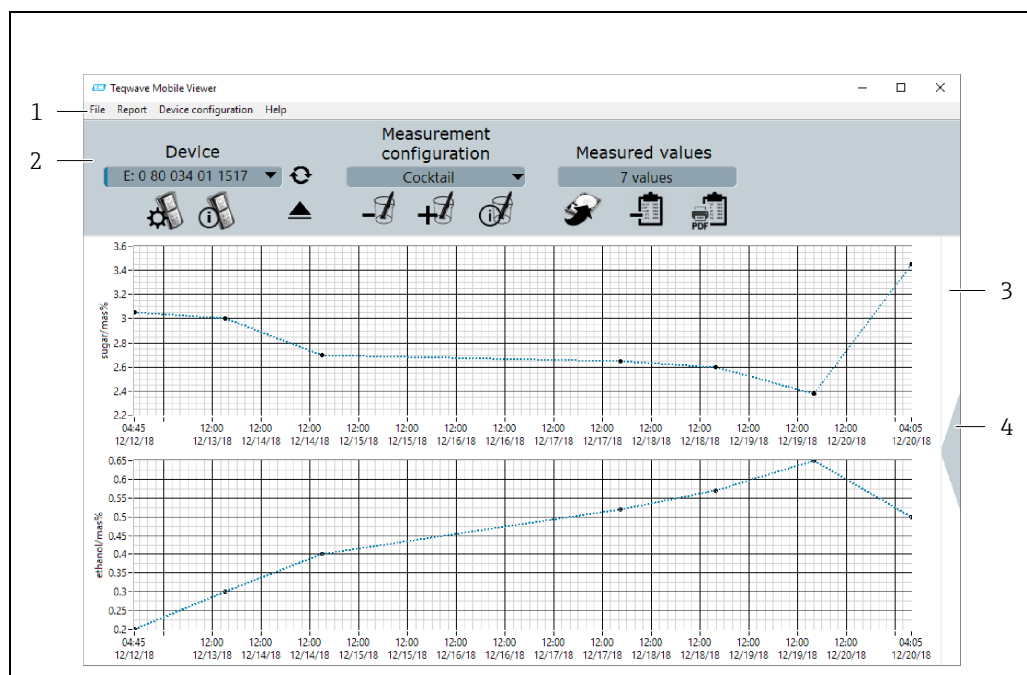 Teqwave Mobile Viewer
1
File Report Device configuration Help
2
Device
Measurement
configuration
Measured values
E: 0 80 034 01 1517
Cocktail
7 values
PDF
3
4
sugar/mas%
3.6
3.4
3.2
3
2.8
2.6
2.4
2.2
04:45 12:00 12:00 12:00 12:00 12:00 12:00 12:00 12:00 12:00 12:00 12:00 12:00 12:00 12:00 04:05
12/12/18 12/13/18 12/14/18 12/14/18 12/15/18 12/15/18 12/16/18 12/16/18 12/17/18 12/17/18 12/18/18 12/18/18 12/19/18 12/19/18 12/20/18 12/20/18
ethanol/mas%
0.65
0.6
0.55
0.5
0.45
0.4
0.35
0.3
0.25
0.2
04:45 12:00 12:00 12:00 12:00 12:00 12:00 12:00 12:00 12:00 12:00 12:00 12:00 12:00 12:00 04:05
12/12/18 12/13/18 12/14/18 12/14/18 12/15/18 12/15/18 12/16/18 12/16/18 12/17/18 12/17/18 12/18/18 12/18/18 12/19/18 12/19/18 12/20/18 12/20/18